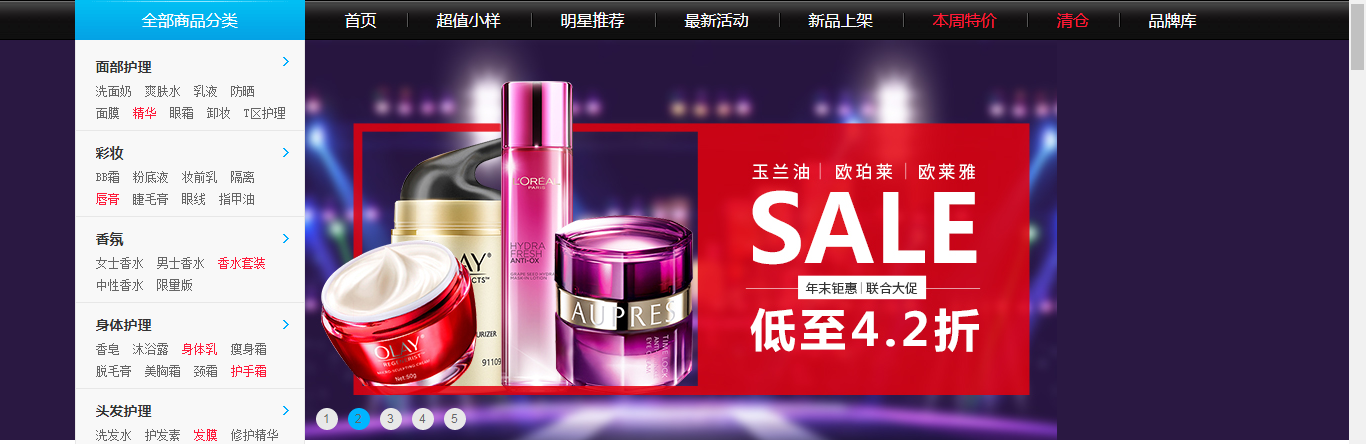 全部商品分类 首页 超值小样 明星推荐 最新活动 新品上架 本周特价 清仓 品牌库
面部护理
洗面奶 爽肤水 乳液 防晒
面膜 精华 眼霜 卸妆 T区护理
彩妆
BB霜 粉底液 妆前乳 隔离
唇膏 睫毛膏 眼线 指甲油
香氛
女士香水 男士香水 香水套装
中性香水 限量版
身体护理
香皂 沐浴露 身体乳 瘦身霜
脱毛膏 美胸霜 颈霜 护手霜
头发护理
洗发水 护发素 发膜 修护精华
L'ORÉAL
PARIS
HYDRA
FRESH
ANTI-OX
OLAY
REGENERIST
Net 50g
AY
CTS
URIZER
91109
AUPRES
TIME LOCK
玉兰油 | 欧珀莱 | 欧莱雅
SALE
年末钜惠 | 联合大促
低至4.2折
1 2 3 4 5